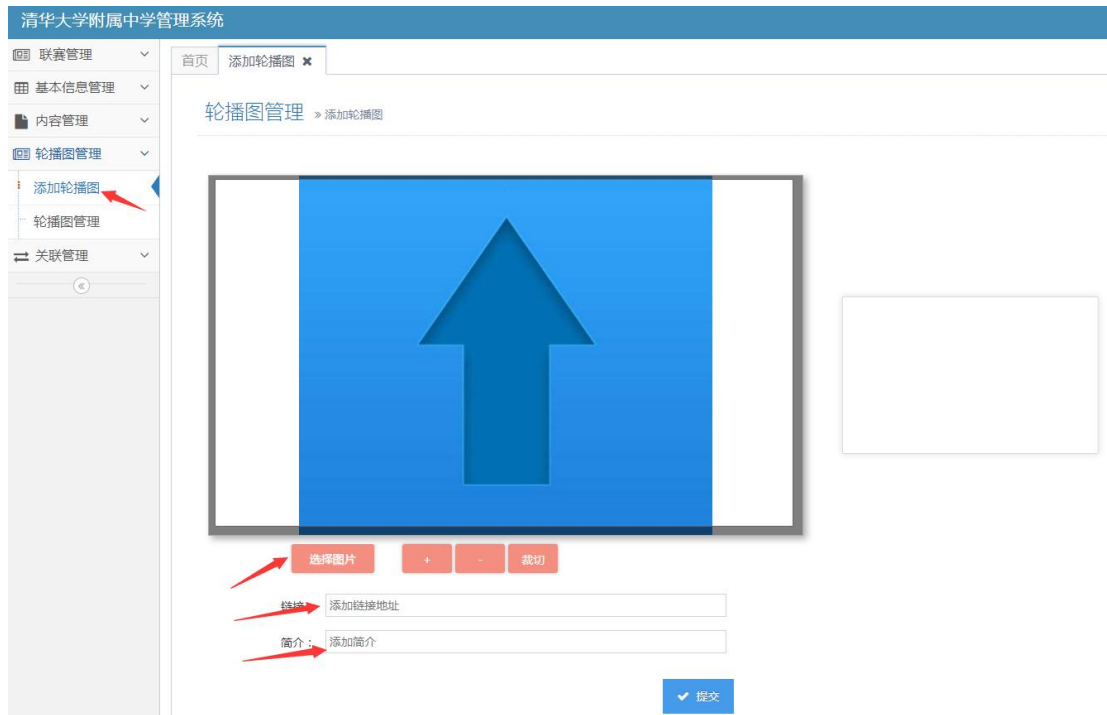 清华大学附属中学管理系统
联赛管理
基本信息管理
内容管理
轮播图管理
添加轮播图
轮播图管理
关联管理
首页 添加轮播图 ✖
轮播图管理 » 添加轮播图
选择图片 + - 裁切
链接: 添加链接地址
简介: 添加简介
提交